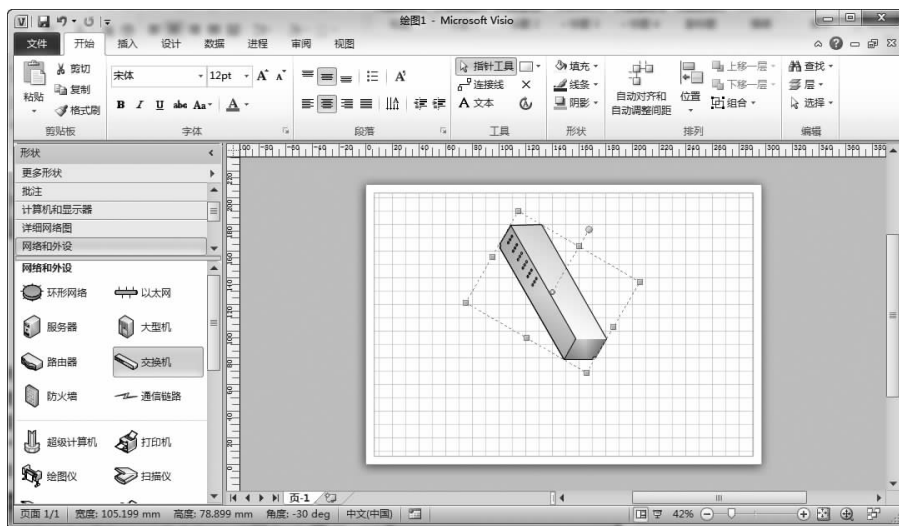 绘图1 - Microsoft Visio
文件 开始 插入 设计 数据 进程 审阅 视图
粘贴 剪切 复制 格式刷
宋体 12pt
B I U abc Aa A
指针工具
连接线
A 文本
填充
线条
阴影
自动对齐和
自动调整间距
位置
上移一层
下移一层
组合
查找
层
选择
剪贴板 字体 段落 工具 形状 排列 编辑
形状
更多形状
批注
计算机和显示器
详细网络图
网络和外设
网络和外设
环形网络 以太网
服务器 大型机
路由器 交换机
防火墙 通信链路
超级计算机 打印机
绘图仪 扫描仪
页-1
页面 1/1 宽度: 105.199 mm 高度: 78.899 mm 角度: -30 deg 中文(中国) 42%